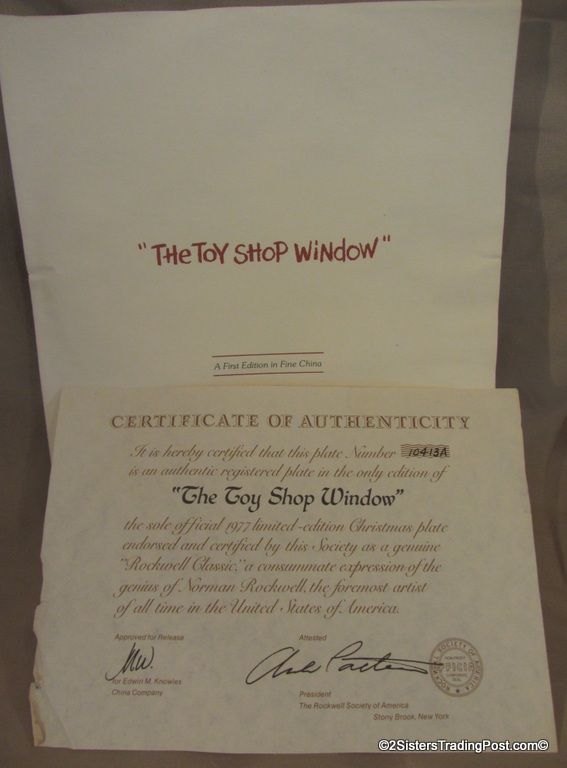 "THE TOY SHOP WINDOW"
A First Edition in Fine China
CERTIFICATE OF AUTHENTICITY
It is hereby certified that this plate Number 10413A
is an authentic registered plate in the only edition of
"The Toy Shop Window"
the sole official 1977 limited-edition Christmas plate
endorsed and certified by this Society as a genuine
"Rockwell Classic," a consummate expression of the
genius of Norman Rockwell, the foremost artist
of all time in the United States of America.
Approved for Release
for Edwin M. Knowles
China Company
Attested
President
The Rockwell Society of America
Stony Brook, New York
ROCKWELL SOCIETY OF AMERICA
©2SistersTradingPost.com©